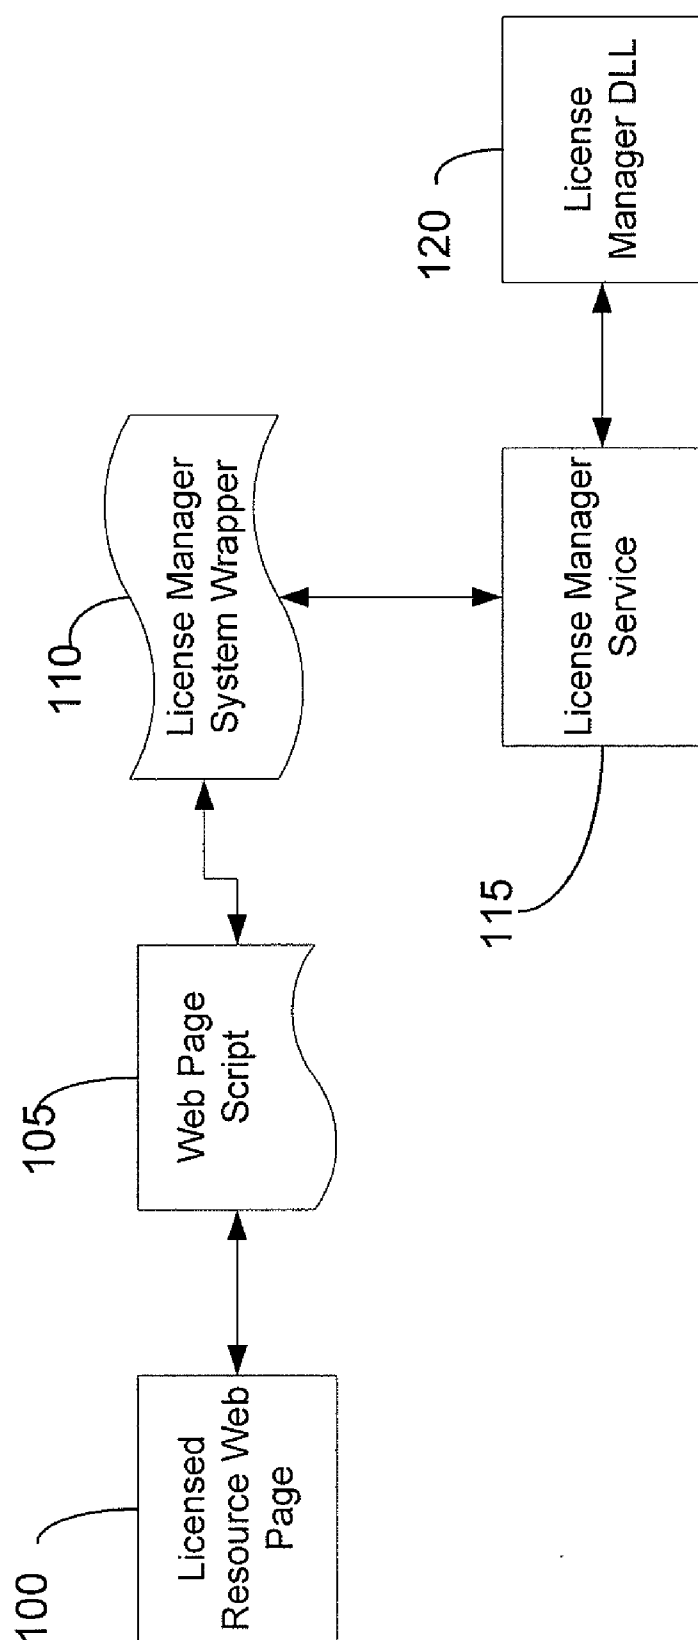 100
Licensed
Resource Web
Page
105
Web Page
Script
110
License Manager
System Wrapper
115
License Manager
Service
120
License
Manager DLL